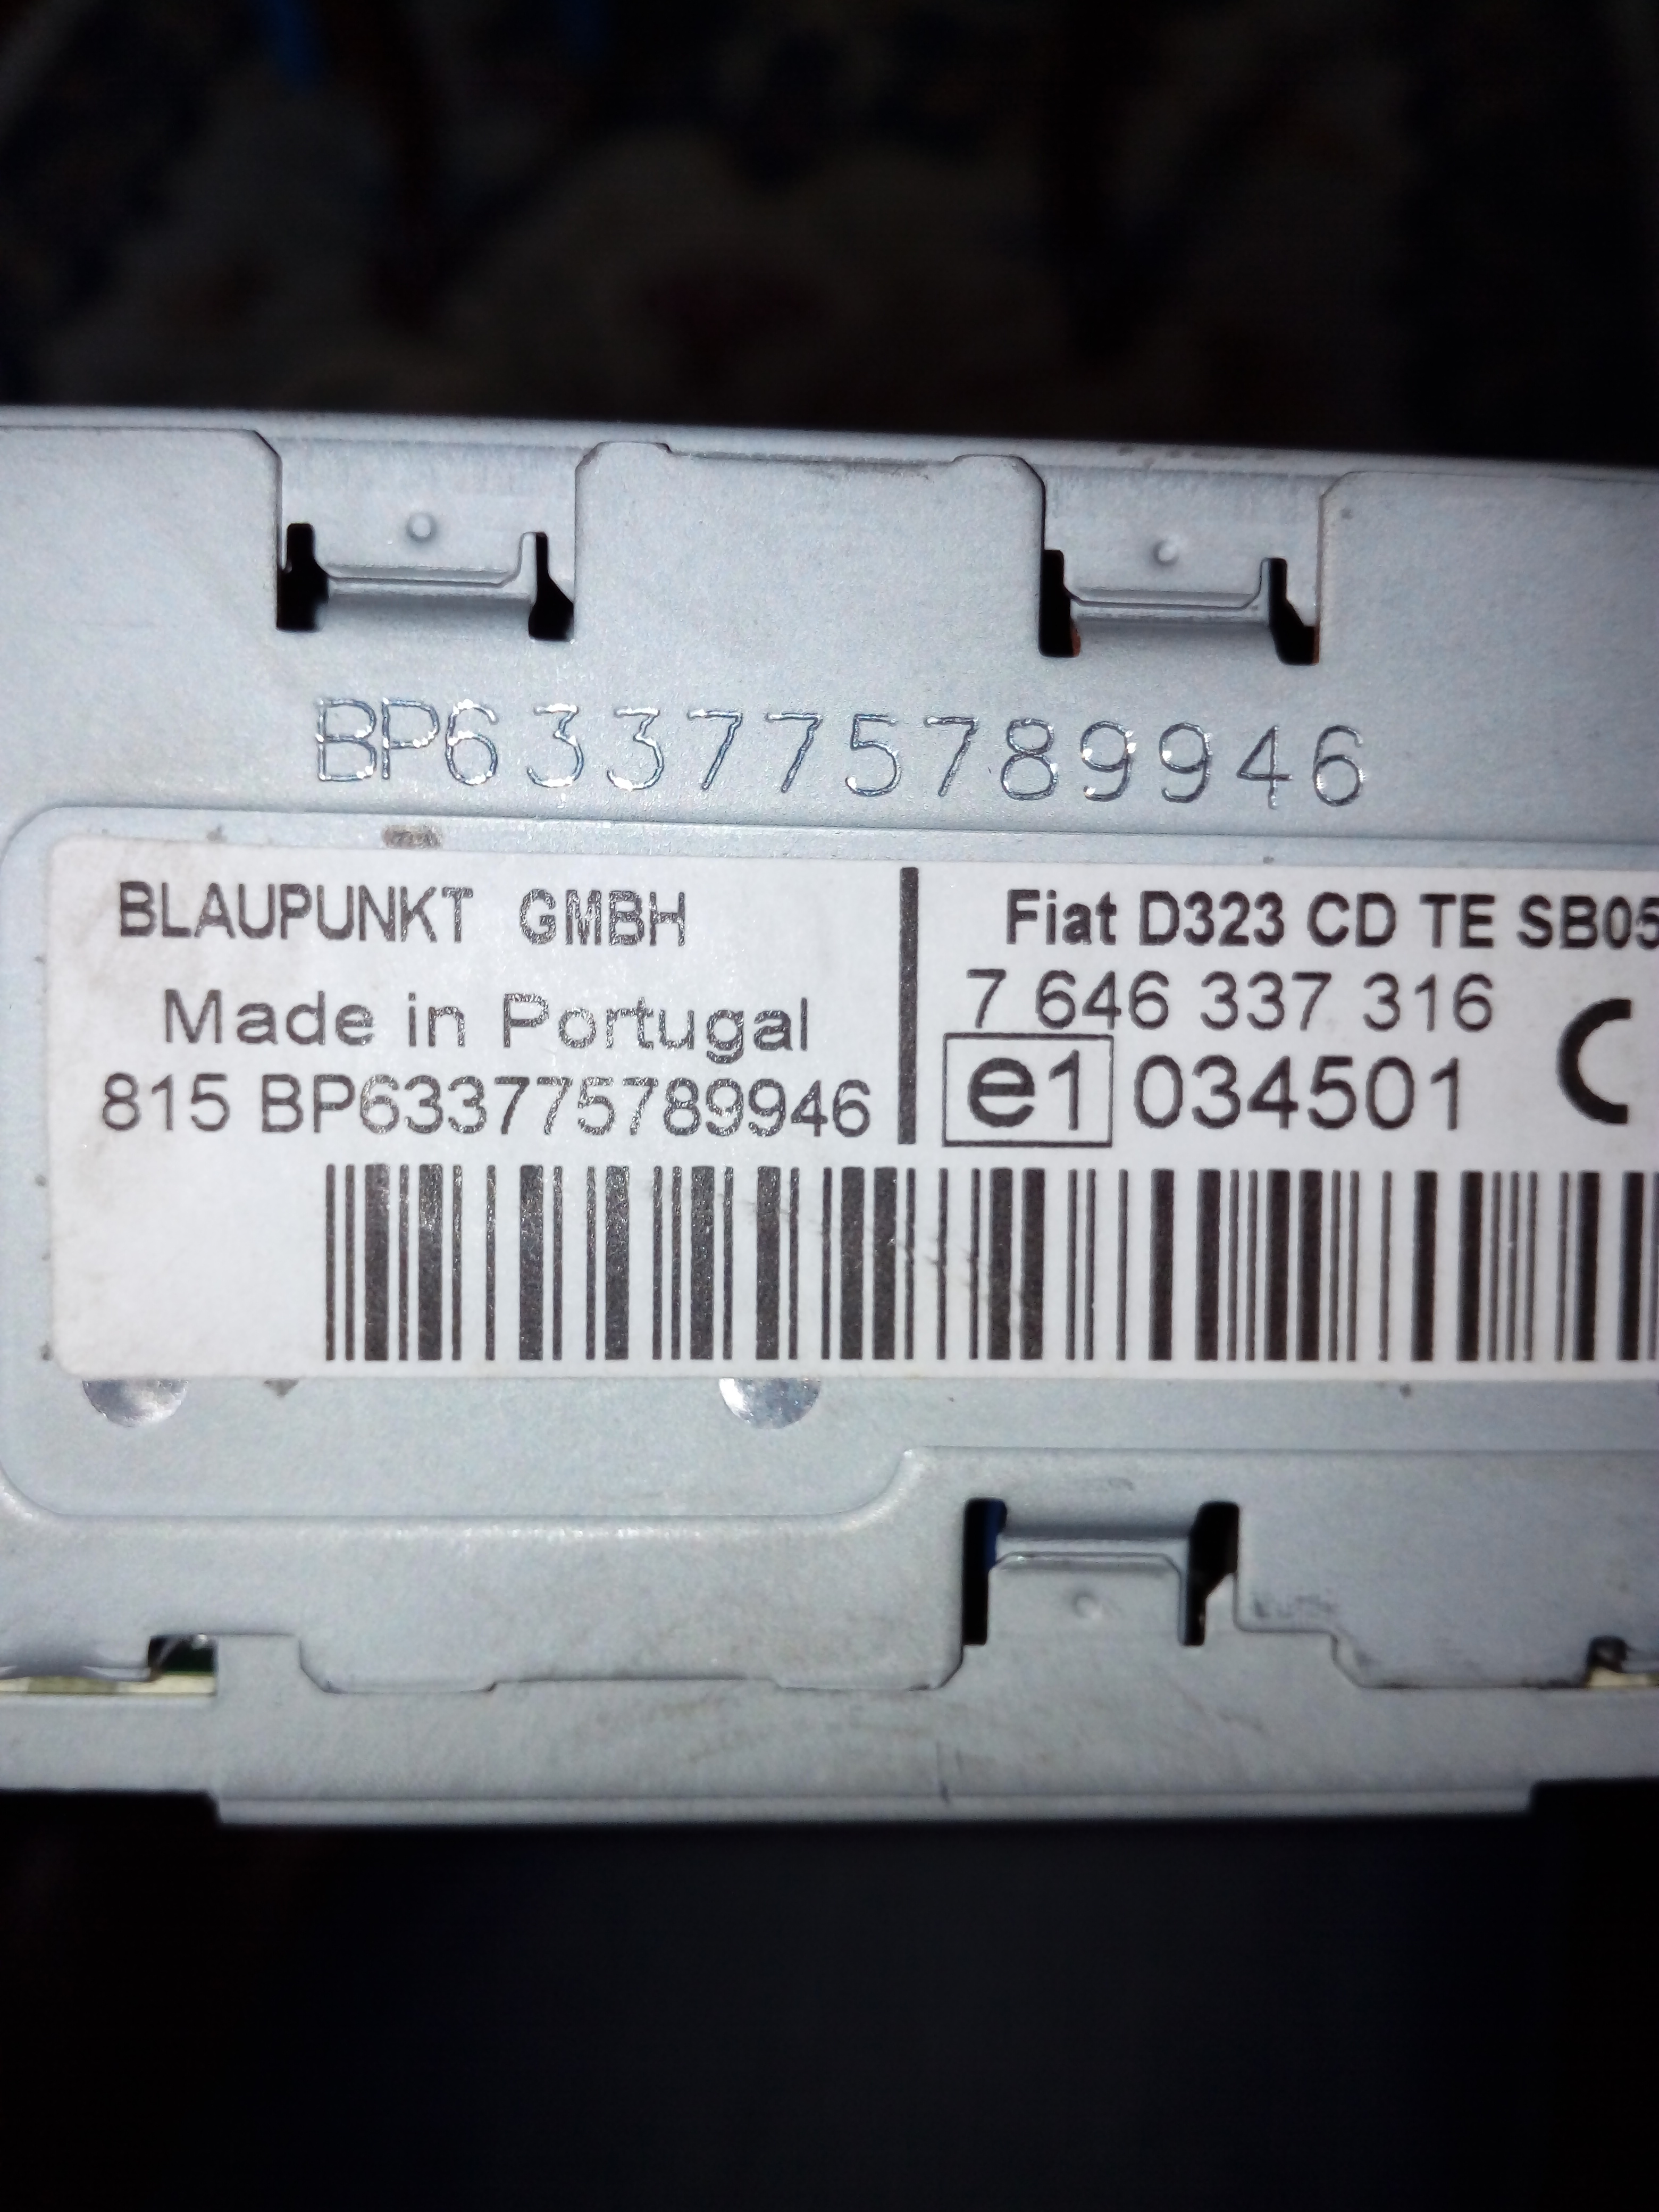 BP633775789946
BLAUPUNKT GMBH
Made in Portugal
815 BP633775789946
Fiat D323 CD TE SB05
7 646 337 316
e1 034501